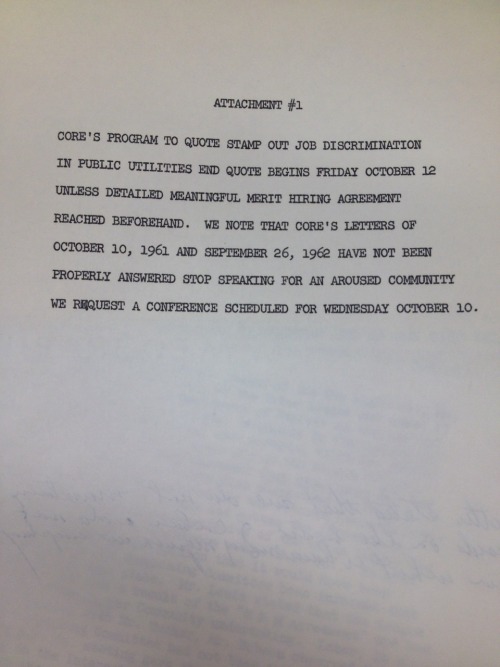 ATTACHMENT #1
CORE'S PROGRAM TO QUOTE STAMP OUT JOB DISCRIMINATION
IN PUBLIC UTILITIES END QUOTE BEGINS FRIDAY OCTOBER 12
UNLESS DETAILED MEANINGFUL MERIT HIRING AGREEMENT
REACHED BEFOREHAND. WE NOTE THAT CORE'S LETTERS OF
OCTOBER 10, 1961 AND SEPTEMBER 26, 1962 HAVE NOT BEEN
PROPERLY ANSWERED STOP SPEAKING FOR AN AROUSED COMMUNITY
WE REQUEST A CONFERENCE SCHEDULED FOR WEDNESDAY OCTOBER 10.